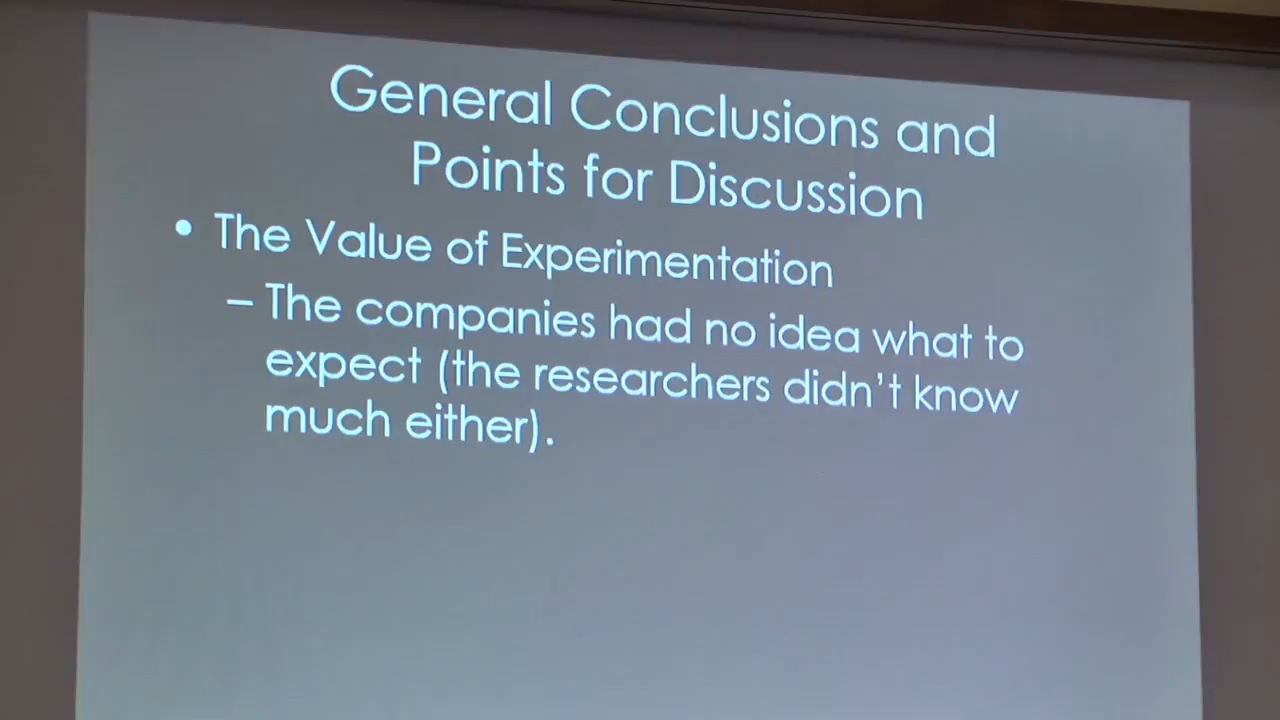 General Conclusions and
Points for Discussion
• The Value of Experimentation
– The companies had no idea what to
expect (the researchers didn't know
much either).